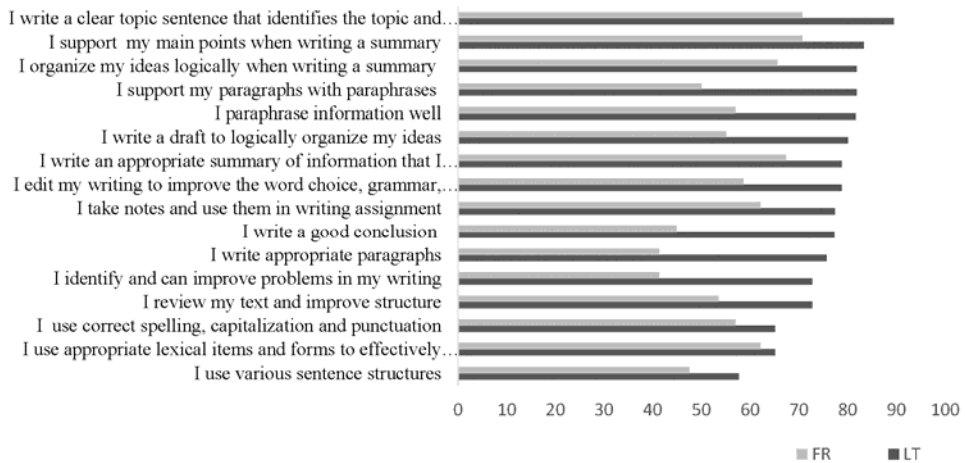 I write a clear topic sentence that identifies the topic and…
I support my main points when writing a summary
I organize my ideas logically when writing a summary
I support my paragraphs with paraphrases
I paraphrase information well
I write a draft to logically organize my ideas
I write an appropriate summary of information that I…
I edit my writing to improve the word choice, grammar,…
I take notes and use them in writing assignment
I write a good conclusion
I write appropriate paragraphs
I identify and can improve problems in my writing
I review my text and improve structure
I use correct spelling, capitalization and punctuation
I use appropriate lexical items and forms to effectively…
I use various sentence structures
0 10 20 30 40 50 60 70 80 90 100
FR LT